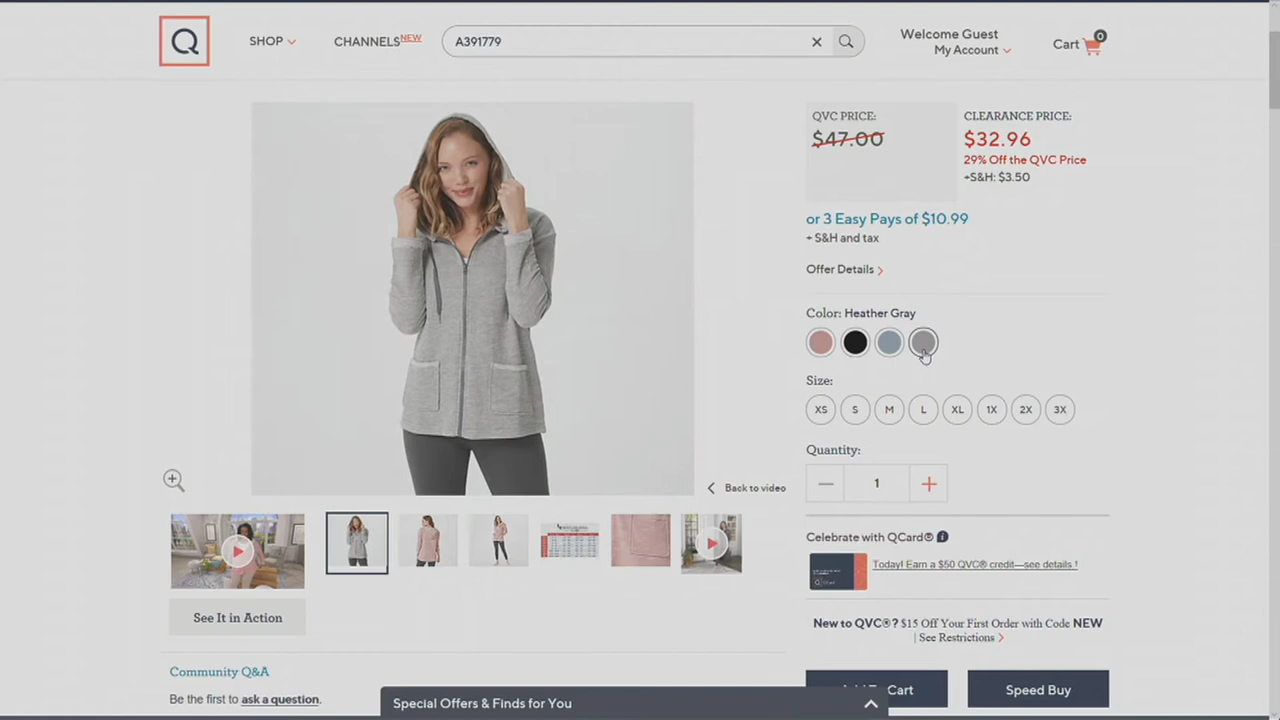 Q
SHOP
CHANNELS NEW
A391779
Welcome Guest
My Account
Cart 0
QVC PRICE:
$47.00
CLEARANCE PRICE:
$32.96
29% Off the QVC Price
+S&H: $3.50
or 3 Easy Pays of $10.99
+ S&H and tax
Offer Details
Color: Heather Gray
Size:
XS S M L XL 1X 2X 3X
Quantity:
1
Back to video
See It in Action
Celebrate with QCard®
Today! Earn a $50 QVC® credit—see details †
New to QVC®? $15 Off Your First Order with Code NEW
| See Restrictions
Cart
Speed Buy
Community Q&A
Be the first to ask a question.
Special Offers & Finds for You